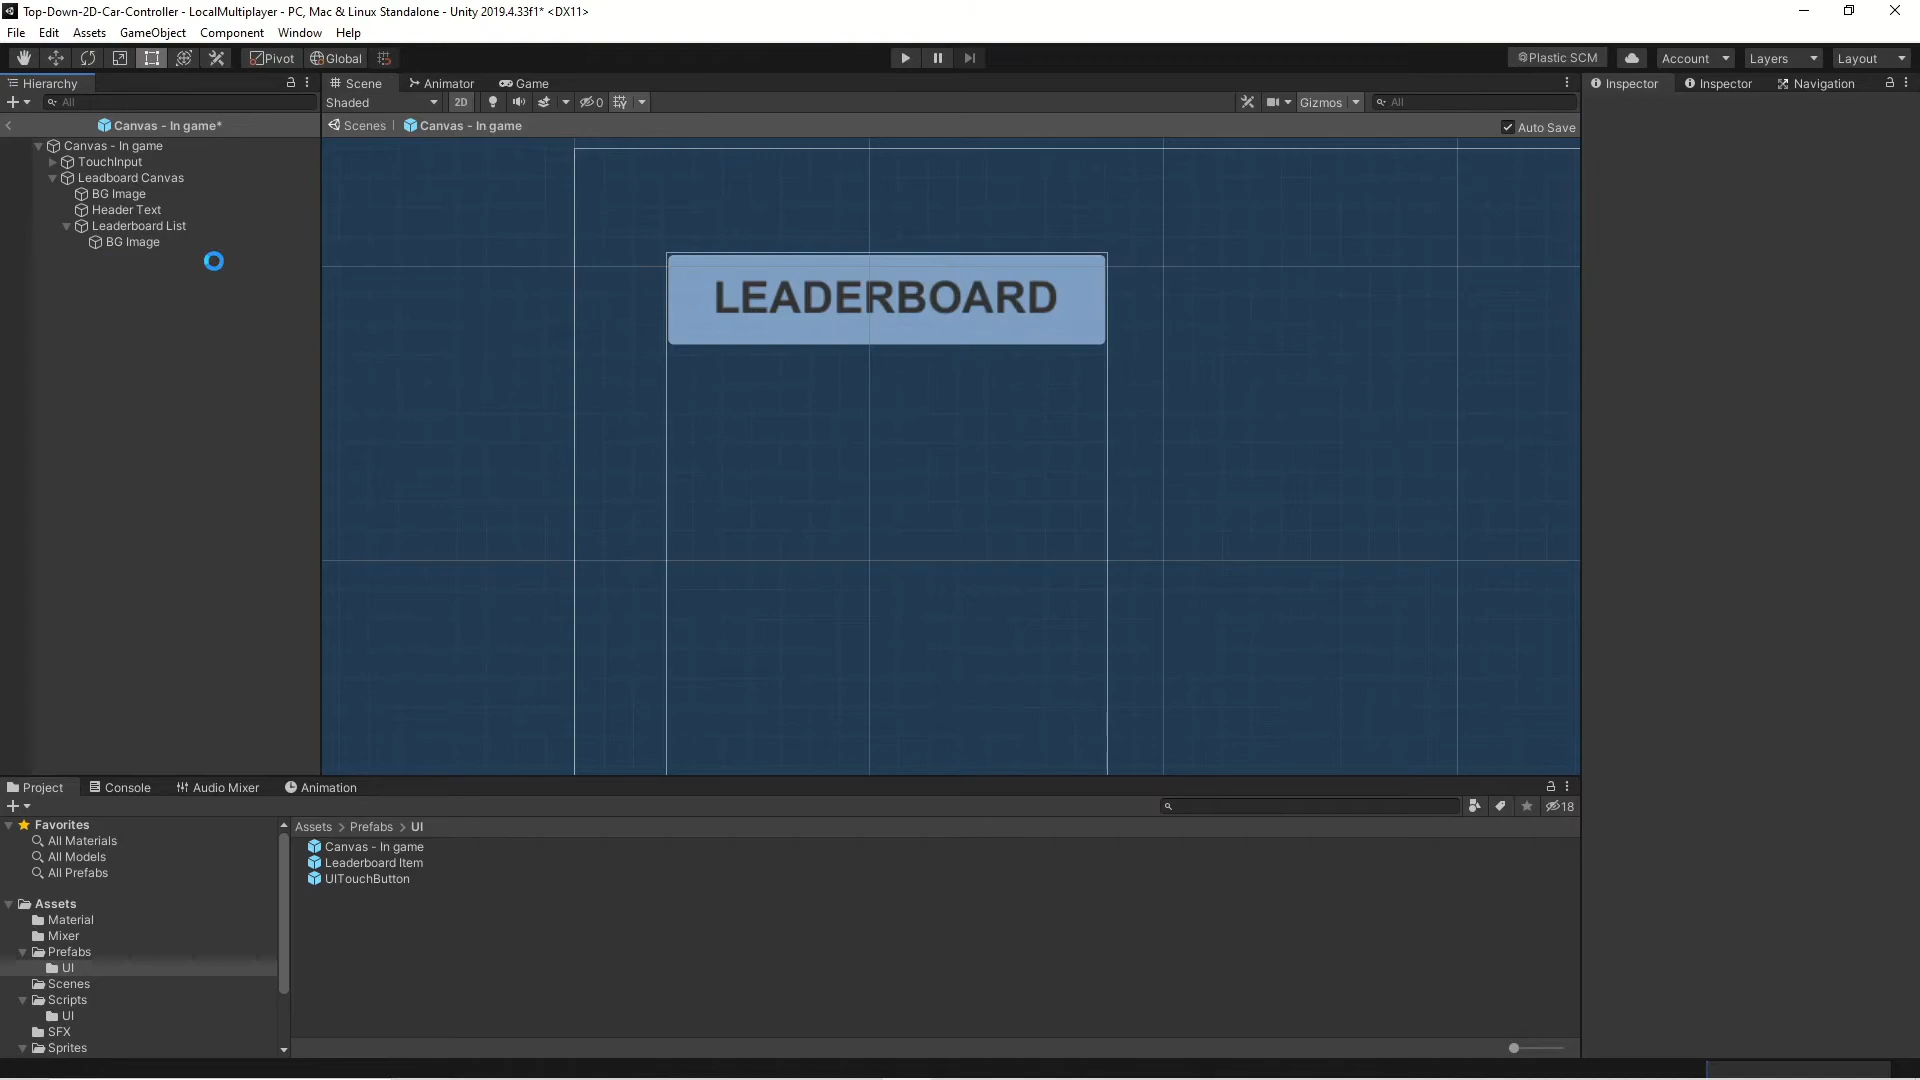 Top-Down-2D-Car-Controller - LocalMultiplayer - PC, Mac & Linux Standalone - Unity 2019.4.33f1* <DX11>
File Edit Assets GameObject Component Window Help
Pivot Global Plastic SCM Account Layers Layout
Hierarchy Scene Animator Game Inspector Inspector Navigation
All Shaded 2D 0 Gizmos All
Canvas - In game* Scenes Canvas - In game Auto Save
Canvas - In game
TouchInput
Leadboard Canvas
BG Image
Header Text
Leaderboard List
BG Image
LEADERBOARD
Project Console Audio Mixer Animation
18
Favorites
All Materials
All Models
All Prefabs
Assets
Material
Mixer
Prefabs
UI
Scenes
Scripts
UI
SFX
Sprites
Assets > Prefabs > UI
Canvas - In game
Leaderboard Item
UITouchButton